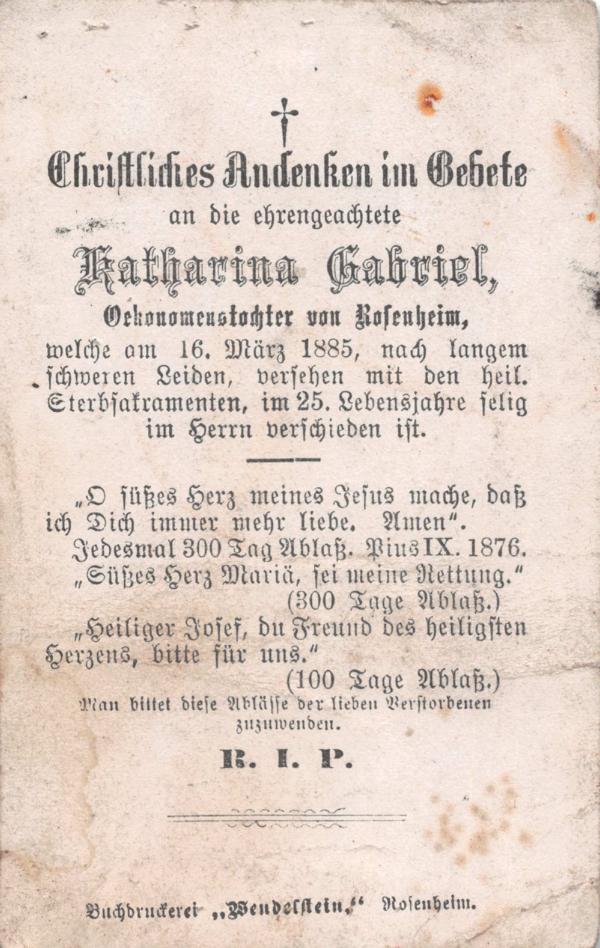 †
Christliches Andenken im Gebete
an die ehrengeachtete
Katharina Gabriel,
Oekonomenstochter von Rosenheim,
welche am 16. März 1885, nach langem
schweren Leiden, versehen mit den heil.
Sterbsakramenten, im 25. Lebensjahre selig
im Herrn verschieden ist.
„O süßes Herz meines Jesus mache, daß
ich Dich immer mehr liebe. Amen“.
Jedesmal 300 Tag Ablaß. Pius IX. 1876.
„Süßes Herz Mariä, sei meine Rettung.“
(300 Tage Ablaß.)
„Heiliger Josef, du Freund des heiligsten
Herzens, bitte für uns.“
(100 Tage Ablaß.)
Man bittet diese Ablässe der lieben Verstorbenen
zuzuwenden.
R. I. P.
Buchdruckerei „Wendelstein,“ Rosenheim.